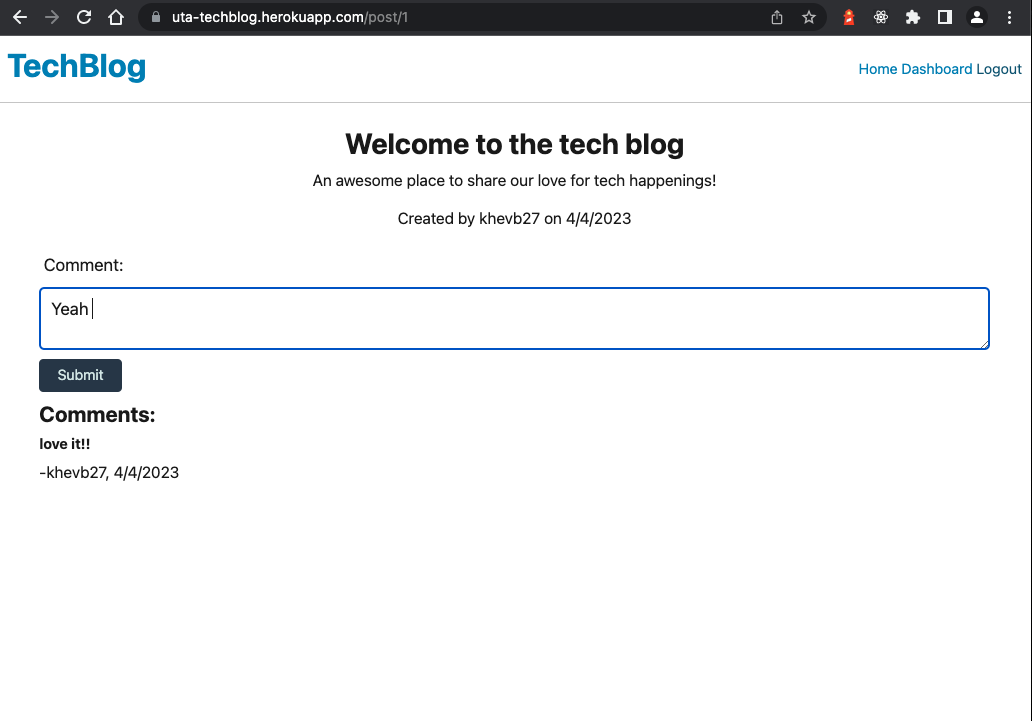 uta-techblog.herokuapp.com/post/1
TechBlog
Home Dashboard Logout
Welcome to the tech blog
An awesome place to share our love for tech happenings!
Created by khevb27 on 4/4/2023
Comment:
Yeah
Submit
Comments:
love it!!
-khevb27, 4/4/2023